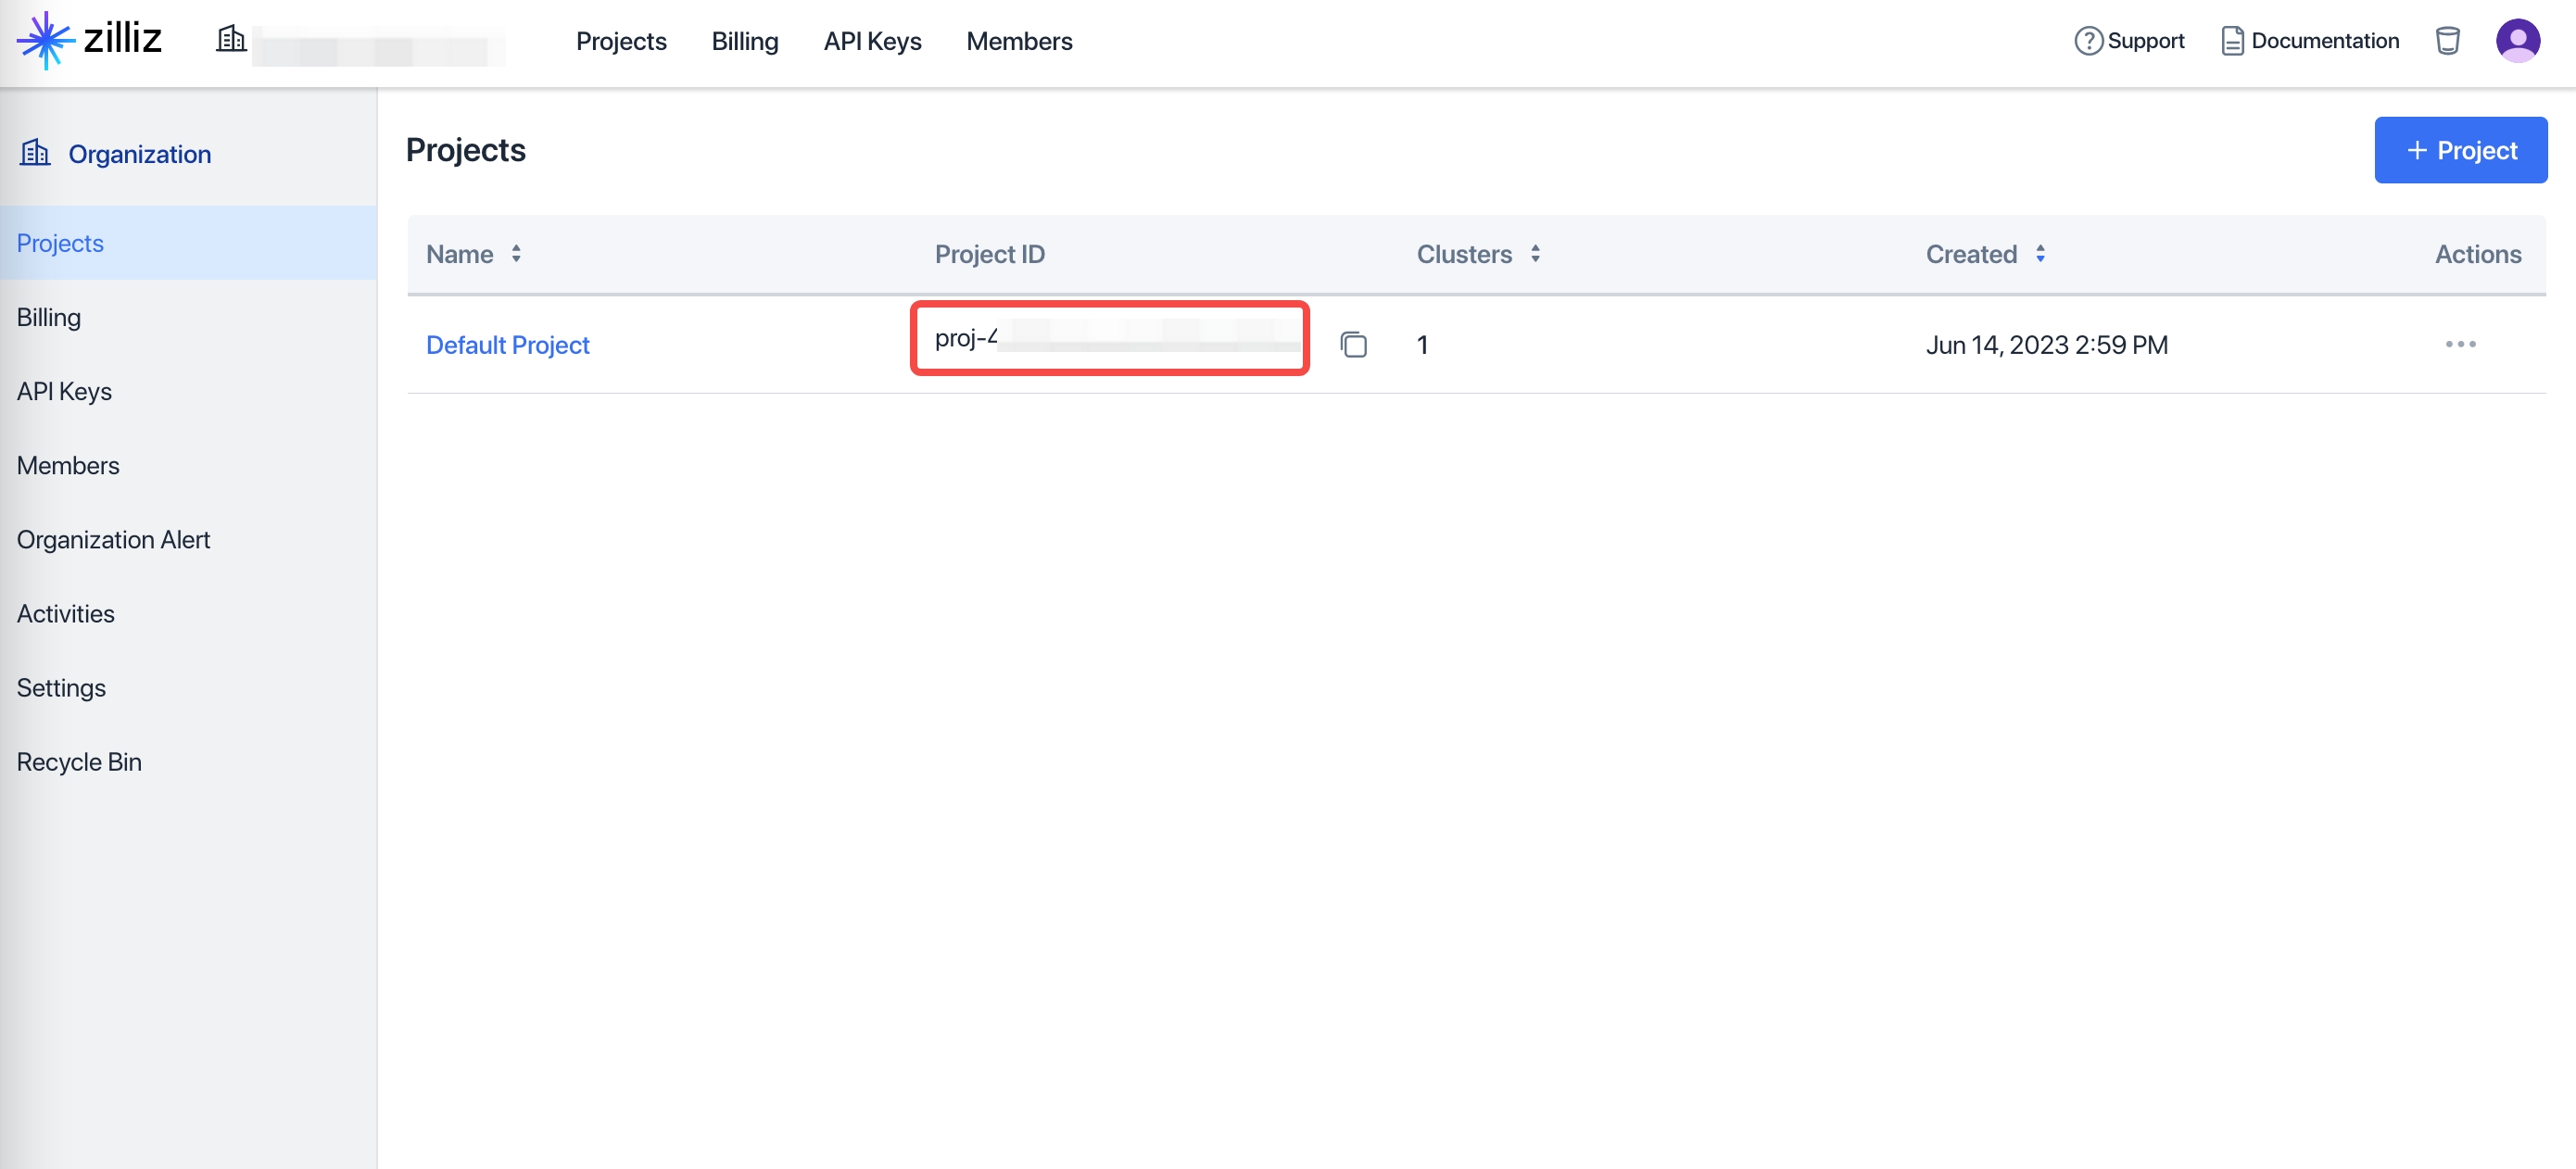 zilliz
Projects Billing API Keys Members
Support Documentation
Organization
Projects
Billing
API Keys
Members
Organization Alert
Activities
Settings
Recycle Bin
Projects
+ Project
Name Project ID Clusters Created Actions
Default Project proj-4 1 Jun 14, 2023 2:59 PM